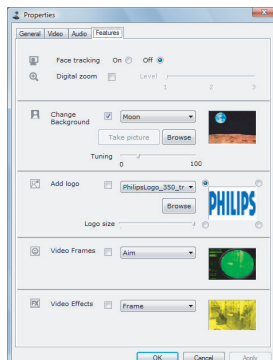 Properties
General Video Audio Features
Face tracking On Off
Digital zoom Level
1 2 3
Change Background Moon
Take picture Browse
Tuning
0 100
Add logo PhilipsLogo_350_tr
Browse
PHILIPS
Logo size
Video Frames Aim
FX Video Effects Frame
OK Cancel Apply